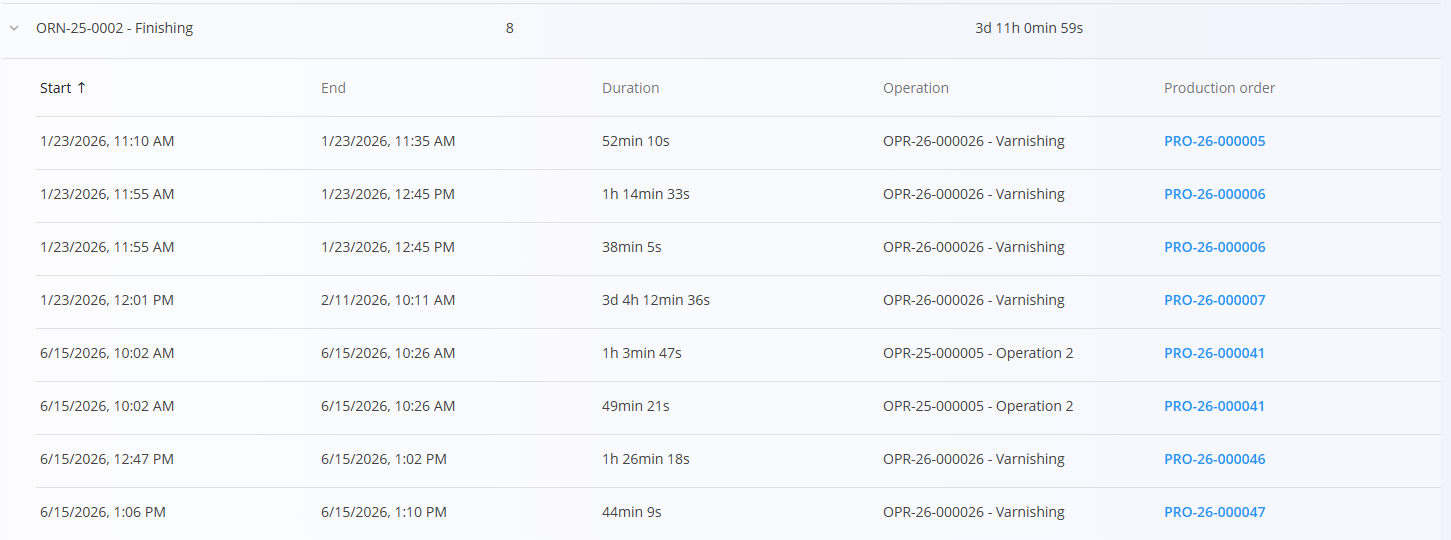 ORN-25-0002 - Finishing 8 3d 11h 0min 59s
Start ↑ End Duration Operation Production order
1/23/2026, 11:10 AM 1/23/2026, 11:35 AM 52min 10s OPR-26-000026 - Varnishing PRO-26-000005
1/23/2026, 11:55 AM 1/23/2026, 12:45 PM 1h 14min 33s OPR-26-000026 - Varnishing PRO-26-000006
1/23/2026, 11:55 AM 1/23/2026, 12:45 PM 38min 5s OPR-26-000026 - Varnishing PRO-26-000006
1/23/2026, 12:01 PM 2/11/2026, 10:11 AM 3d 4h 12min 36s OPR-26-000026 - Varnishing PRO-26-000007
6/15/2026, 10:02 AM 6/15/2026, 10:26 AM 1h 3min 47s OPR-25-000005 - Operation 2 PRO-26-000041
6/15/2026, 10:02 AM 6/15/2026, 10:26 AM 49min 21s OPR-25-000005 - Operation 2 PRO-26-000041
6/15/2026, 12:47 PM 6/15/2026, 1:02 PM 1h 26min 18s OPR-26-000026 - Varnishing PRO-26-000046
6/15/2026, 1:06 PM 6/15/2026, 1:10 PM 44min 9s OPR-26-000026 - Varnishing PRO-26-000047